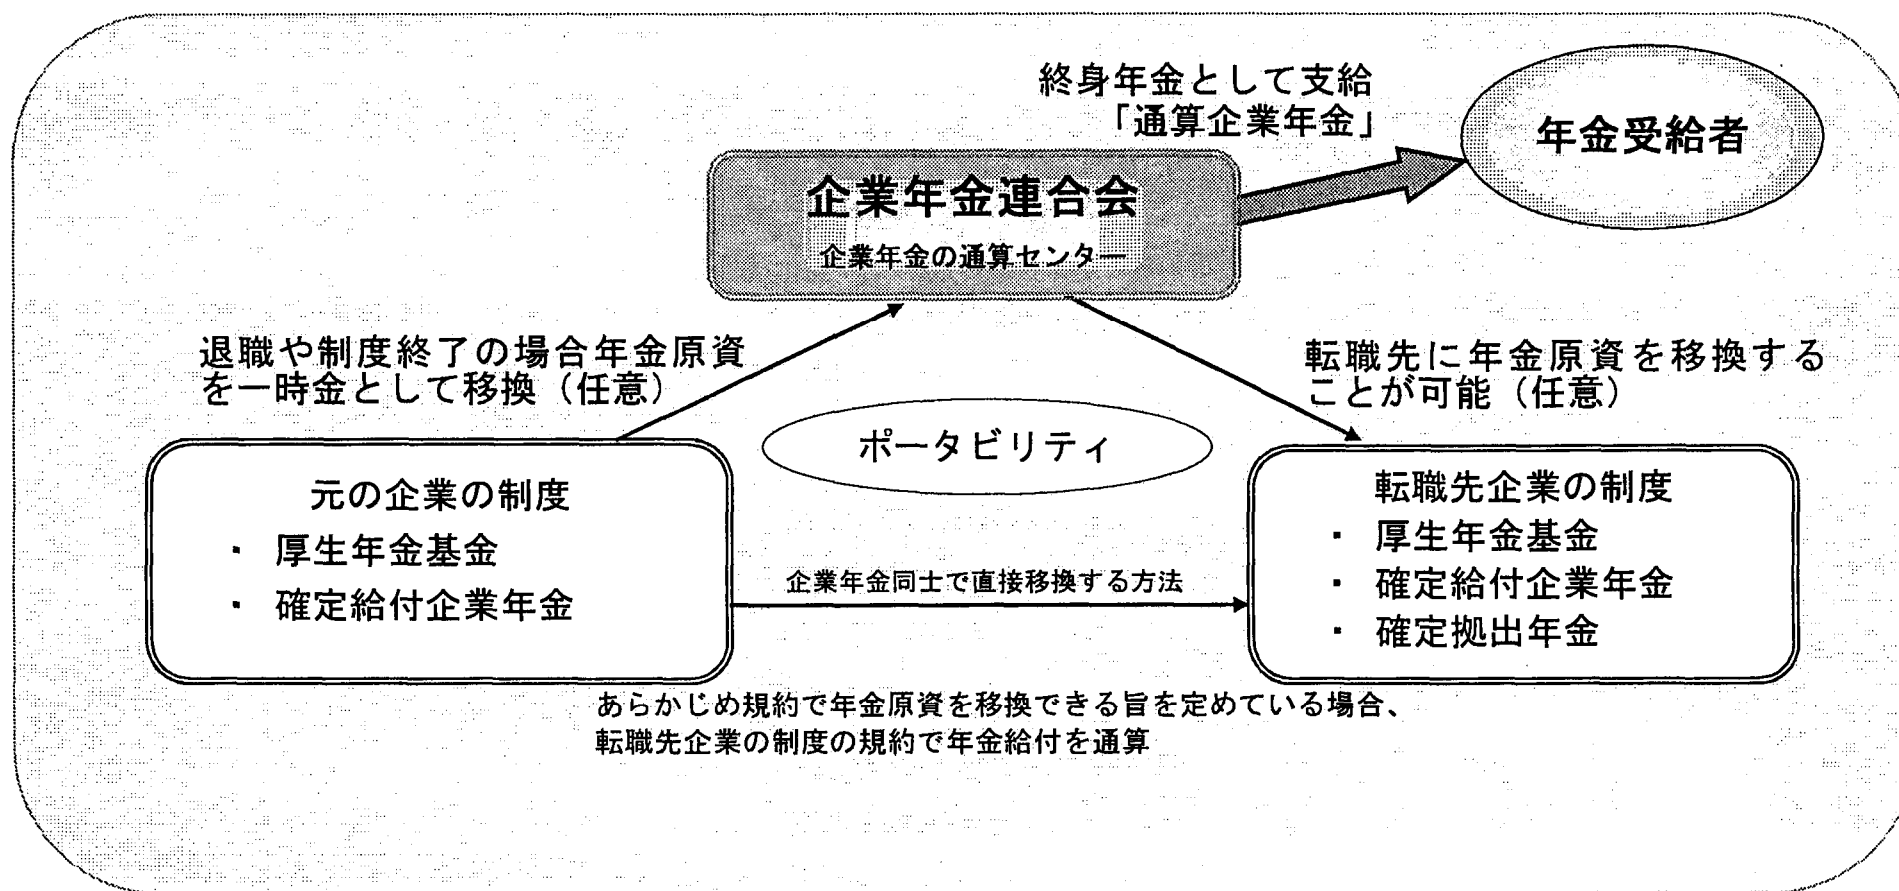 終身年金として支給
「通算企業年金」
年金受給者
企業年金連合会
企業年金の通算センター
退職や制度終了の場合年金原資
を一時金として移換（任意）
転職先に年金原資を移換する
ことが可能（任意）
ポータビリティ
元の企業の制度
・ 厚生年金基金
・ 確定給付企業年金
企業年金同士で直接移換する方法
転職先企業の制度
・ 厚生年金基金
・ 確定給付企業年金
・ 確定拠出年金
あらかじめ規約で年金原資を移換できる旨を定めている場合、
転職先企業の制度の規約で年金給付を通算